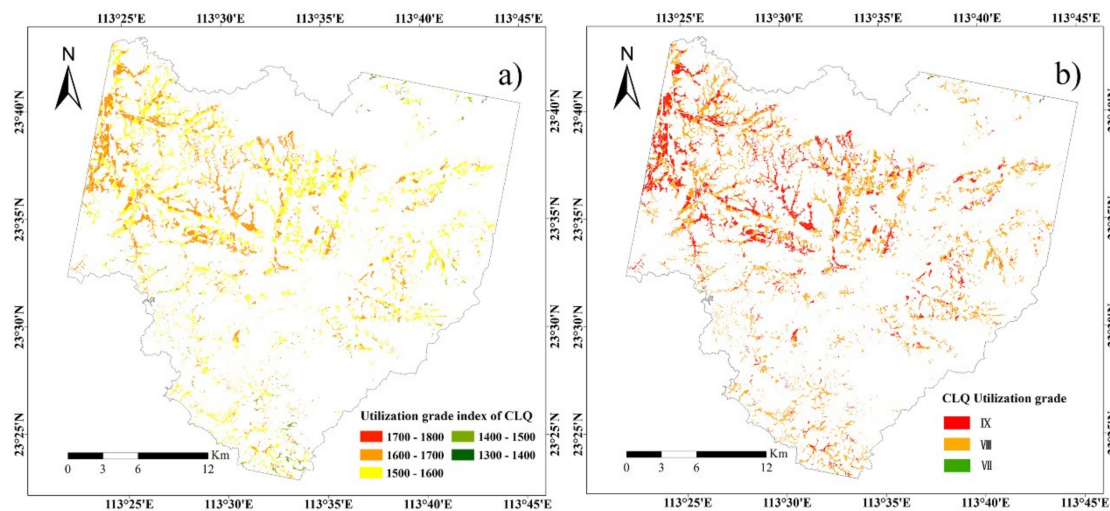 113°25'E 113°30'E 113°35'E 113°40'E 113°45'E
113°25'E 113°30'E 113°35'E 113°40'E 113°45'E
N
a)
N
b)
23°40'N
23°35'N
23°30'N
23°25'N
23°40'N
23°35'N
23°30'N
23°25'N
Utilization grade index of CLQ
1700 - 1800 1400 - 1500
1600 - 1700 1300 - 1400
1500 - 1600
0 3 6 12 Km
CLQ Utilization grade
Ⅸ
Ⅷ
Ⅶ
0 3 6 12 Km
113°25'E 113°30'E 113°35'E 113°40'E 113°45'E
113°25'E 113°30'E 113°35'E 113°40'E 113°45'E